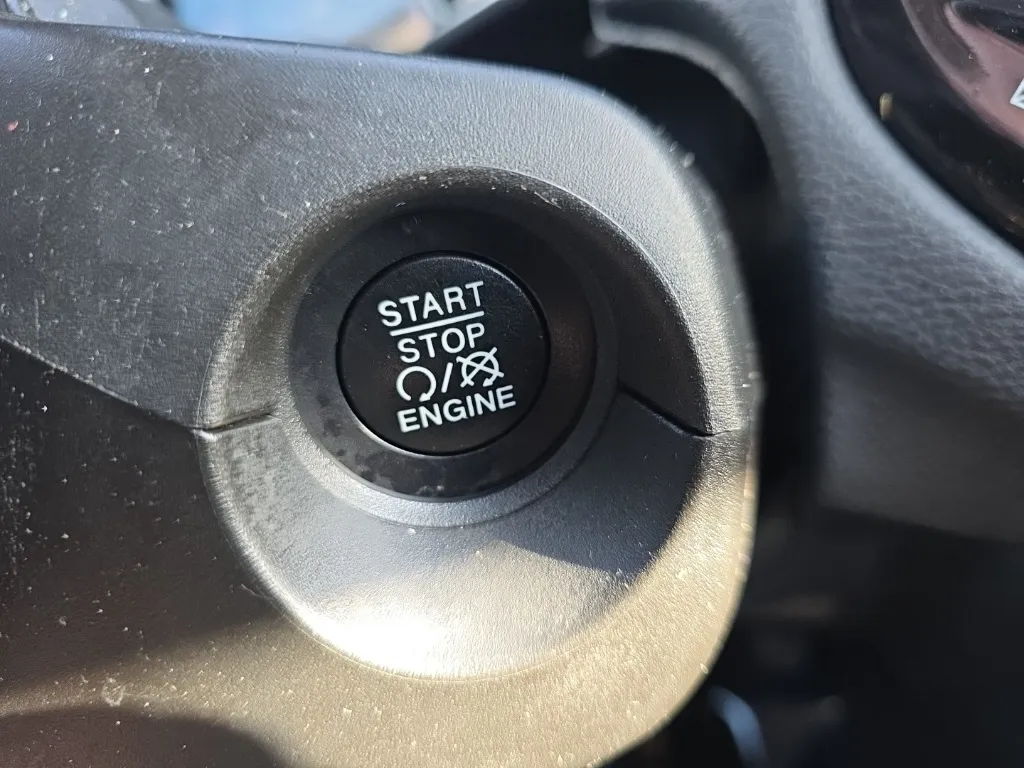 START
STOP
/
ENGINE